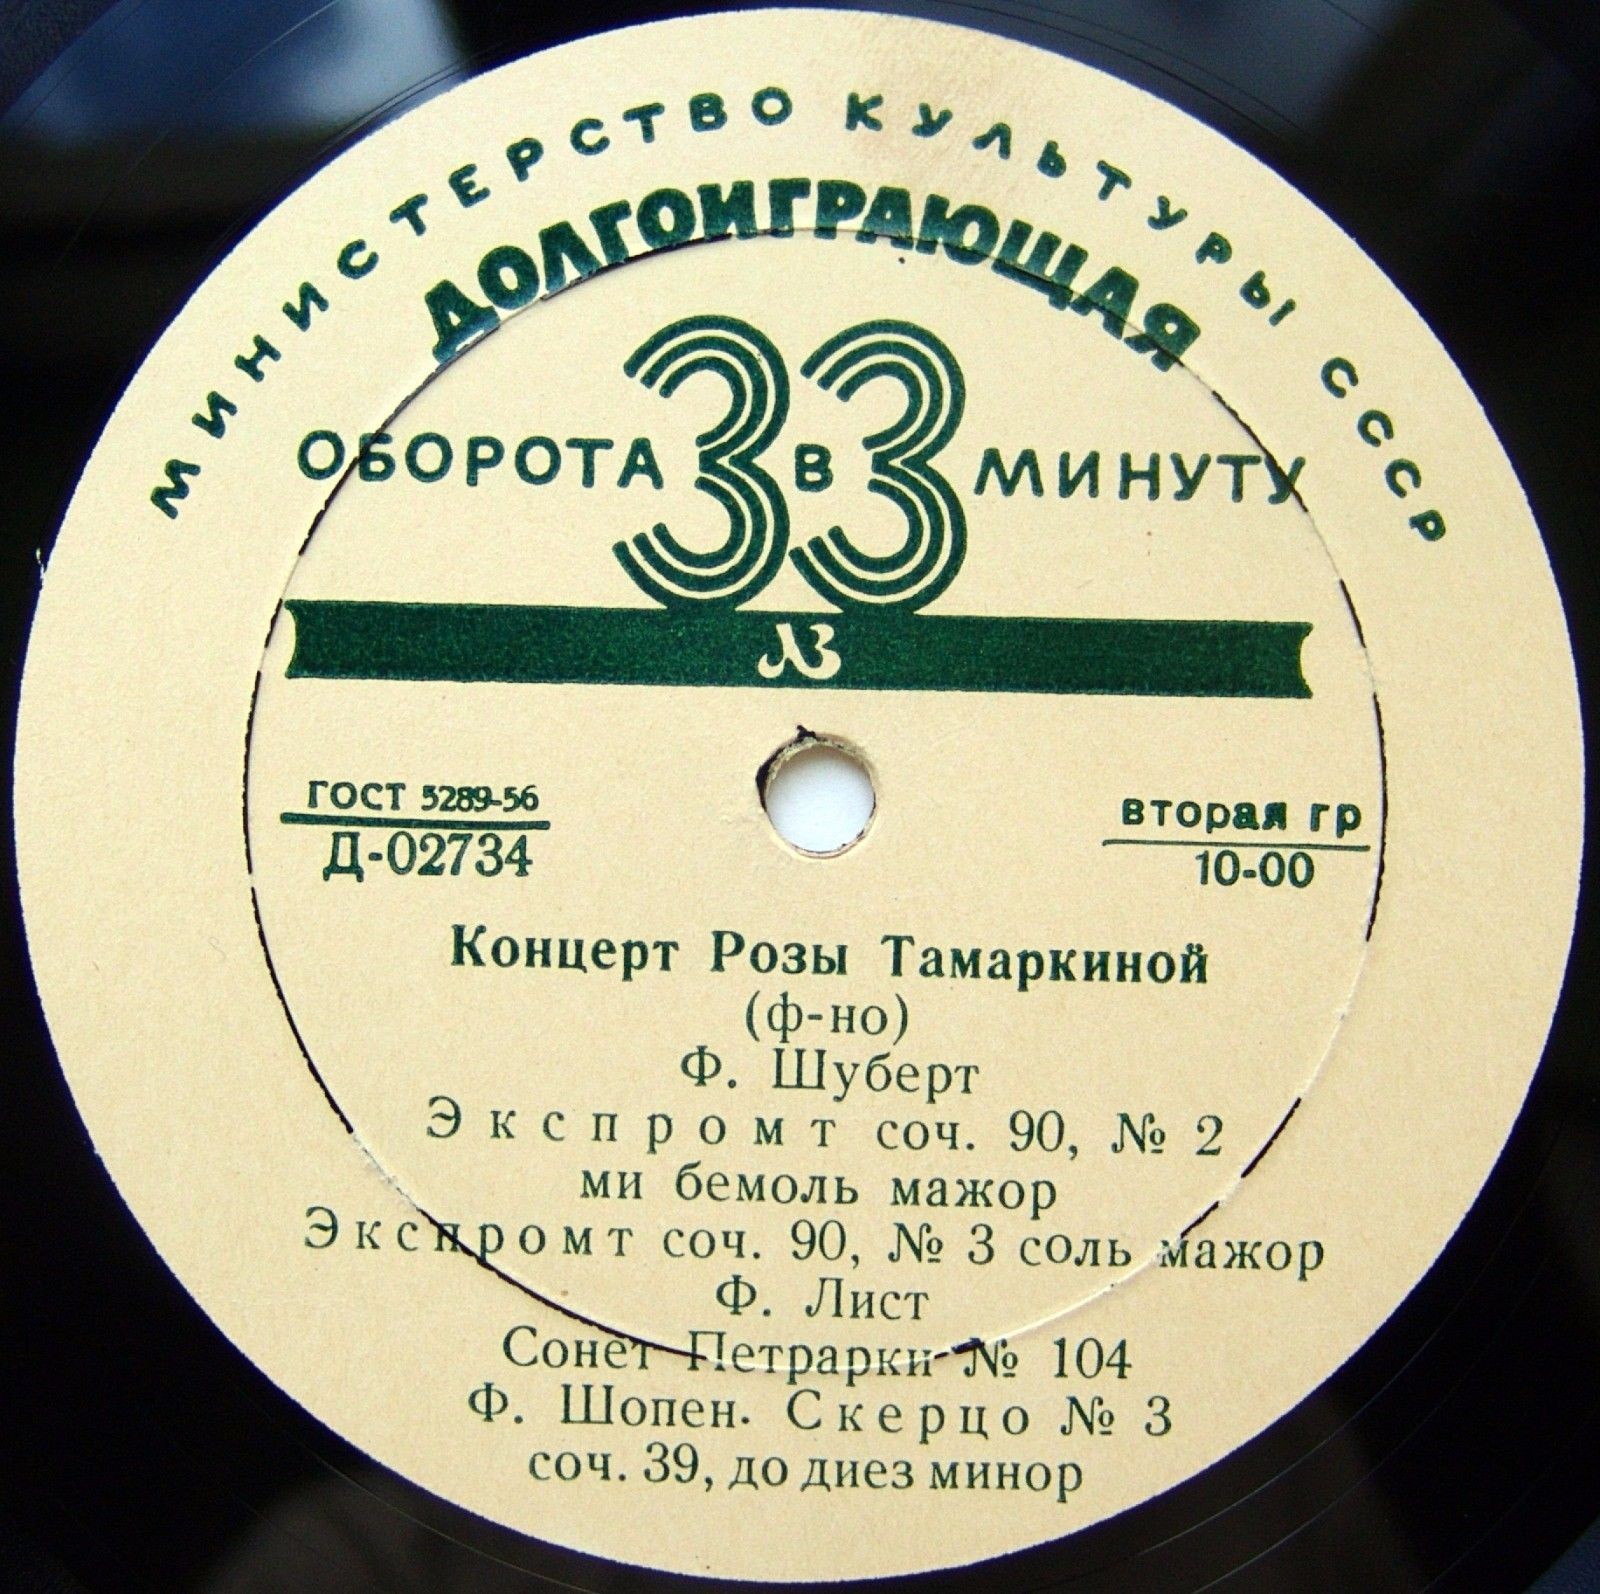 МИНИСТЕРСТВО КУЛЬТУРЫ СССР
ДОЛГОИГРАЮЩАЯ
33
ОБОРОТА В МИНУТУ
ЛЗ
ГОСТ 5289-56
Д-02734
вторая гр
10-00
Концерт Розы Тамаркиной
(ф-но)
Ф. Шуберт
Экспромт соч. 90, № 2
ми бемоль мажор
Экспромт соч. 90, № 3 соль мажор
Ф. Лист
Сонет Петрарки № 104
Ф. Шопен. Скерцо № 3
соч. 39, до диез минор